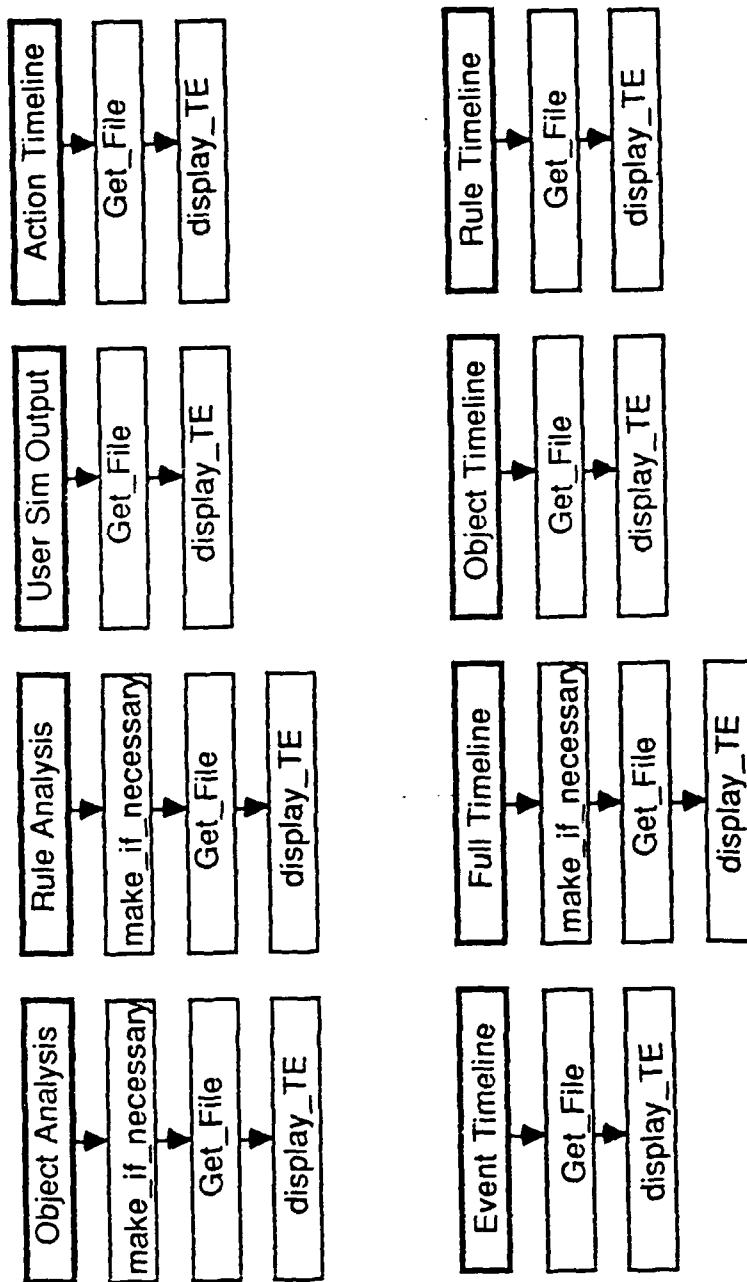 Object Analysis
make_if_necessary
Get_File
display_TE
Rule Analysis
make_if_necessary
Get_File
display_TE
User Sim Output
Get_File
display_TE
Action Timeline
Get_File
display_TE
Event Timeline
Get_File
display_TE
Full Timeline
make_if_necessary
Get_File
display_TE
Object Timeline
Get_File
display_TE
Rule Timeline
Get_File
display_TE